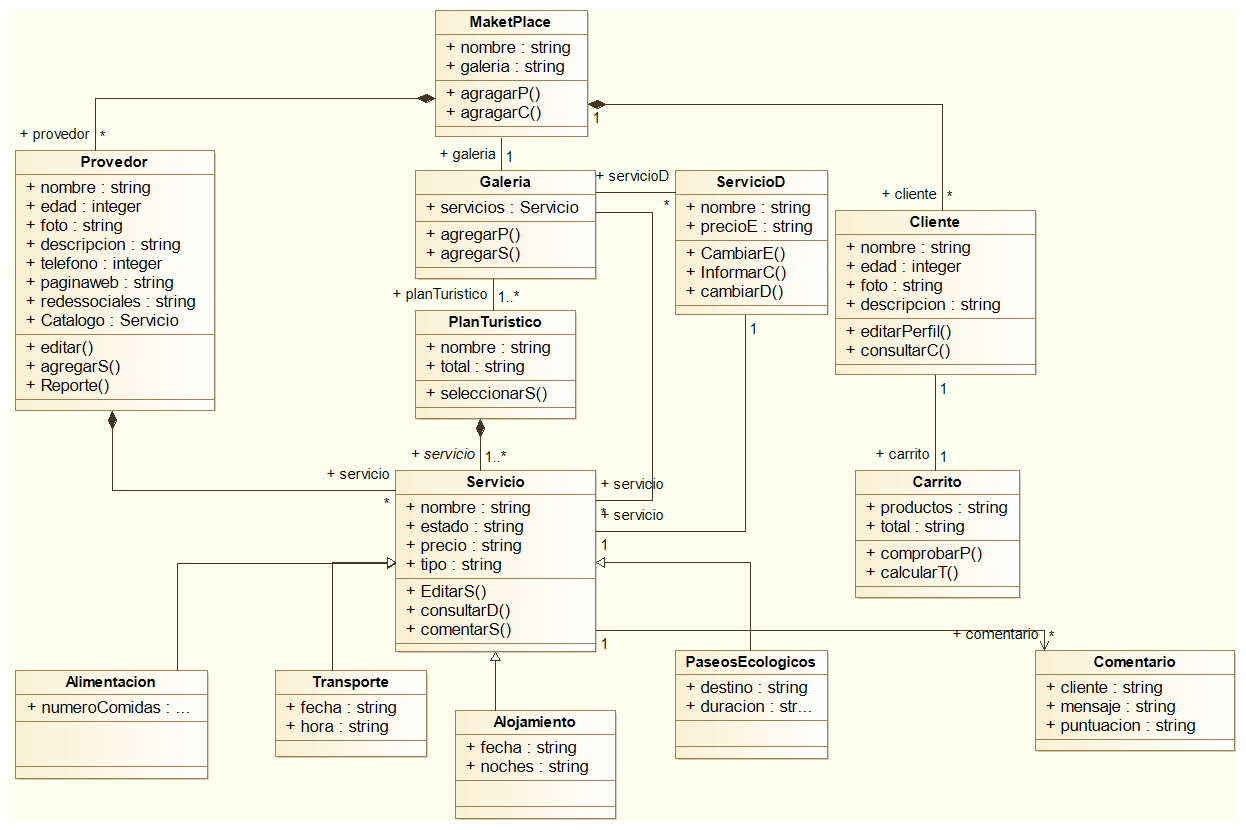 MaketPlace
+ nombre : string
+ galeria : string
+ agragarP()
+ agragarC()
1
+ provedor *
+ galeria 1
+ cliente *
Provedor
+ nombre : string
+ edad : integer
+ foto : string
+ descripcion : string
+ telefono : integer
+ paginaweb : string
+ redessociales : string
+ Catalogo : Servicio
+ editar()
+ agregarS()
+ Reporte()
Galeria
+ servicios : Servicio
+ agregarP()
+ agregarS()
+ servicioD
*
ServicioD
+ nombre : string
+ precioE : string
+ CambiarE()
+ InformarC()
+ cambiarD()
1
Cliente
+ nombre : string
+ edad : integer
+ foto : string
+ descripcion : string
+ editarPerfil()
+ consultarC()
1
+ planTuristico 1..*
PlanTuristico
+ nombre : string
+ total : string
+ seleccionarS()
+ servicio 1..*
+ carrito 1
+ servicio
*
+ servicio
*
+ servicio
1
Servicio
+ nombre : string
+ estado : string
+ precio : string
+ tipo : string
+ EditarS()
+ consultarD()
+ comentarS()
1
Carrito
+ productos : string
+ total : string
+ comprobarP()
+ calcularT()
+ comentario *
Alimentacion
+ numeroComidas : ...
Transporte
+ fecha : string
+ hora : string
Alojamiento
+ fecha : string
+ noches : string
PaseosEcologicos
+ destino : string
+ duracion : str...
Comentario
+ cliente : string
+ mensaje : string
+ puntuacion : string